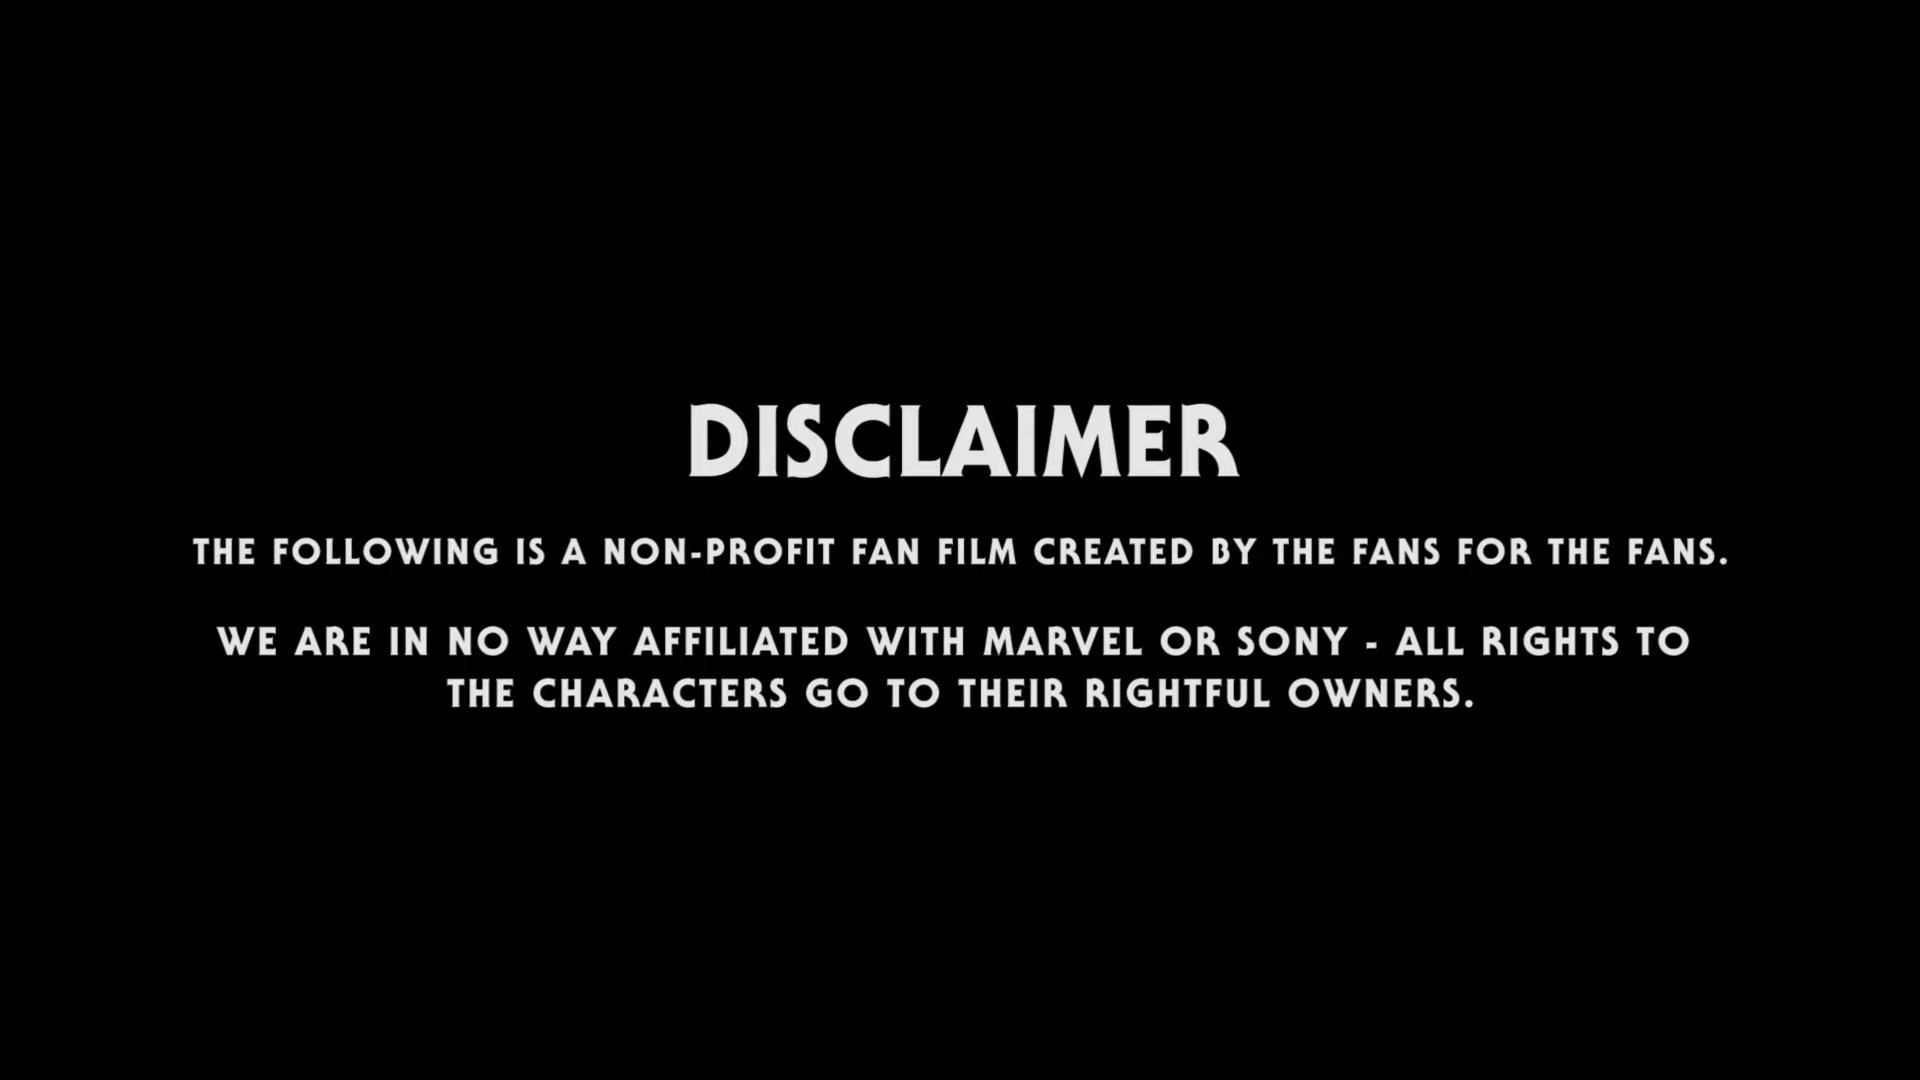 DISCLAIMER
THE FOLLOWING IS A NON-PROFIT FAN FILM CREATED BY THE FANS FOR THE FANS.
WE ARE IN NO WAY AFFILIATED WITH MARVEL OR SONY - ALL RIGHTS TO
THE CHARACTERS GO TO THEIR RIGHTFUL OWNERS.